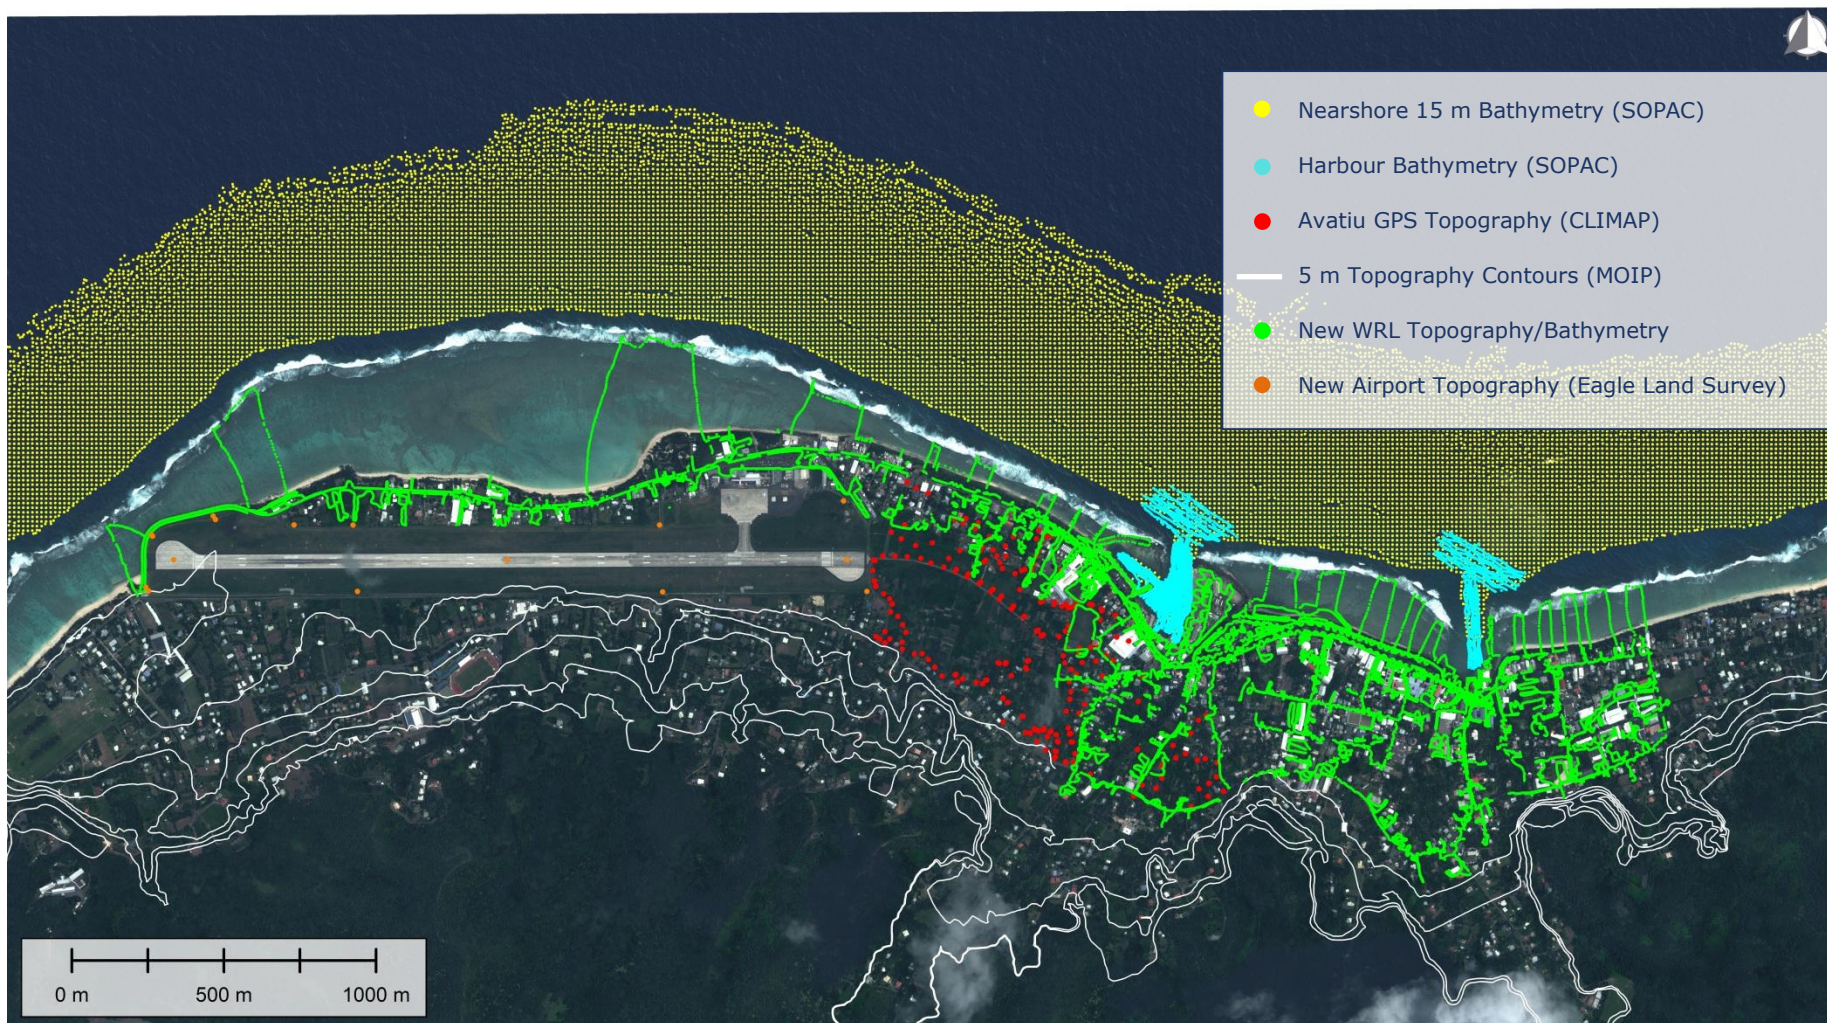 Nearshore 15 m Bathymetry (SOPAC)
Harbour Bathymetry (SOPAC)
Avatiu GPS Topography (CLIMAP)
5 m Topography Contours (MOIP)
New WRL Topography/Bathymetry
New Airport Topography (Eagle Land Survey)
0 m 500 m 1000 m